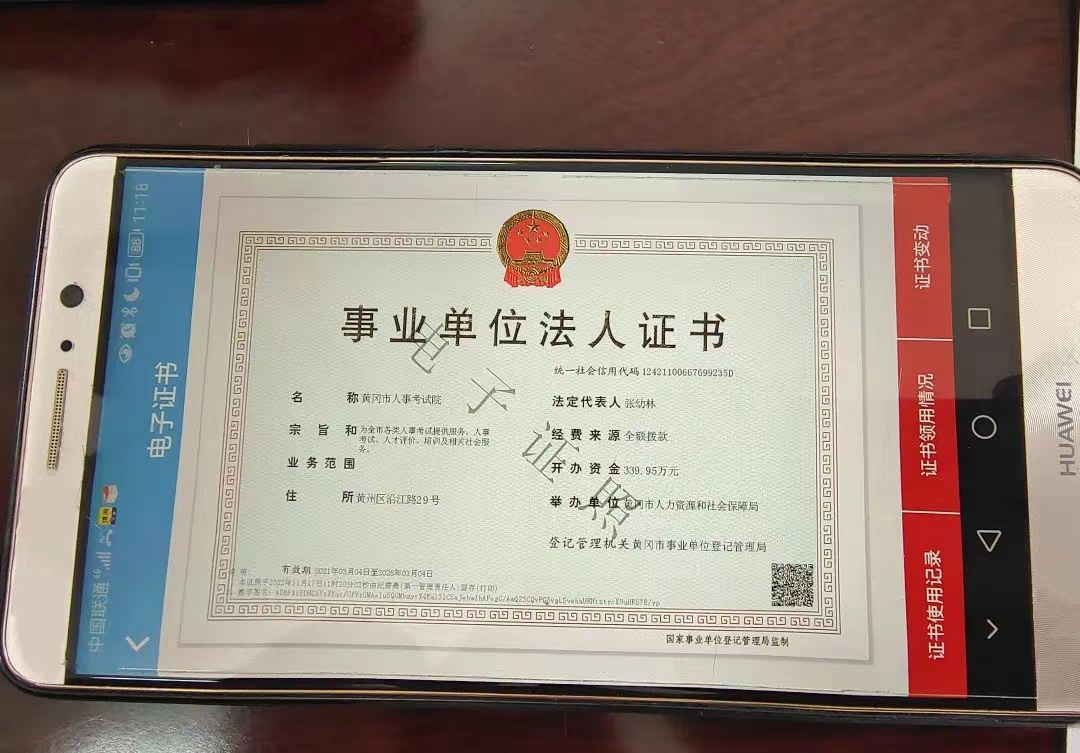 中国联通 4G
88 11:18
电子证书
事业单位法人证书
统一社会信用代码 12421100667699235D
名称 黄冈市人事考试院
法定代表人 张幼林
宗旨和业务范围 为全市各类人事考试提供服务。人事考试、人才评价、培训及相关社会服务。
经费来源 全额拨款
开办资金 339.95万元
住所 黄州区沿江路29号
举办单位 黄冈市人力资源和社会保障局
登记管理机关 黄冈市事业单位登记管理局
有效期 2021年03月04日至2026年03月04日
国家事业单位登记管理局监制
电子证照
证书变动
证书领用情况
证书使用记录
HUAWEI